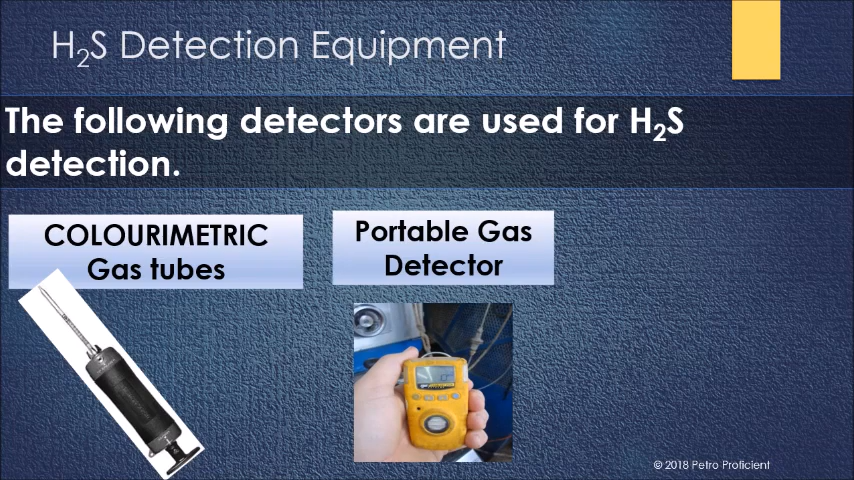 H₂S Detection Equipment
The following detectors are used for H₂S
detection.
COLOURIMETRIC
Gas tubes
Portable Gas
Detector
© 2018 Petro Proficient